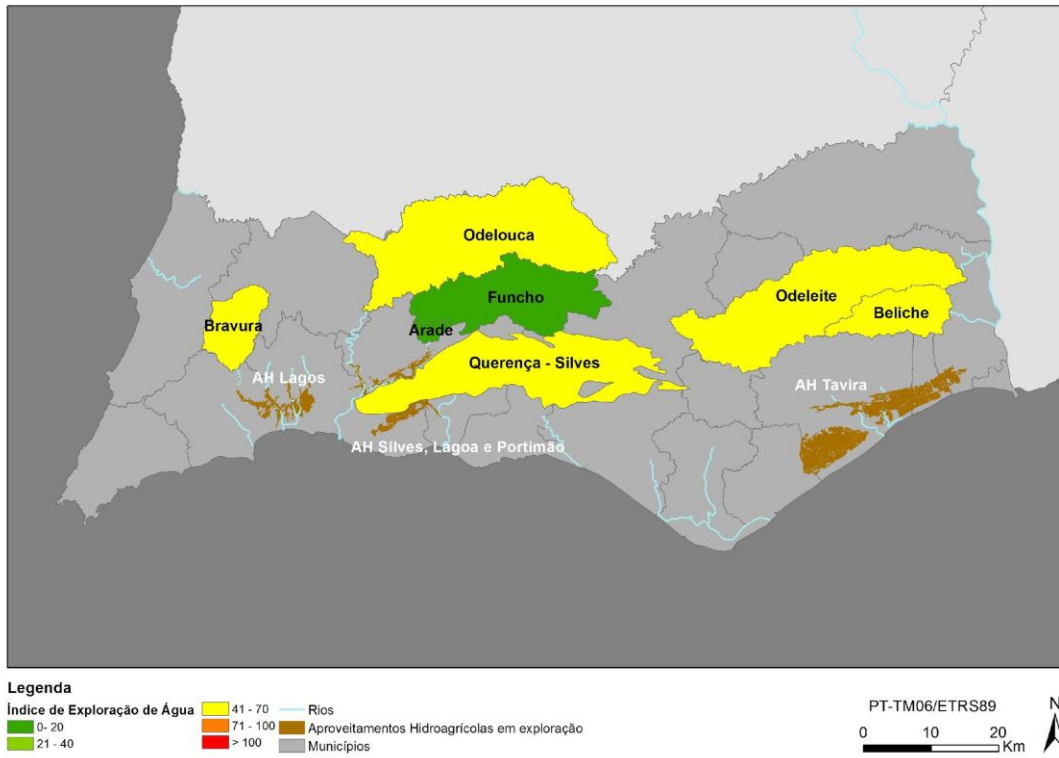 Odelouca
Funcho
Odeleite
Beliche
Bravura
Arade
Querença - Silves
AH Lagos
AH Tavira
AH Silves, Lagoa e Portimão
Legenda
Índice de Exploração de Água
0- 20
21 - 40
41 - 70
71 - 100
> 100
Rios
Aproveitamentos Hidroagrícolas em exploração
Municípios
PT-TM06/ETRS89
0 10 20
Km
N